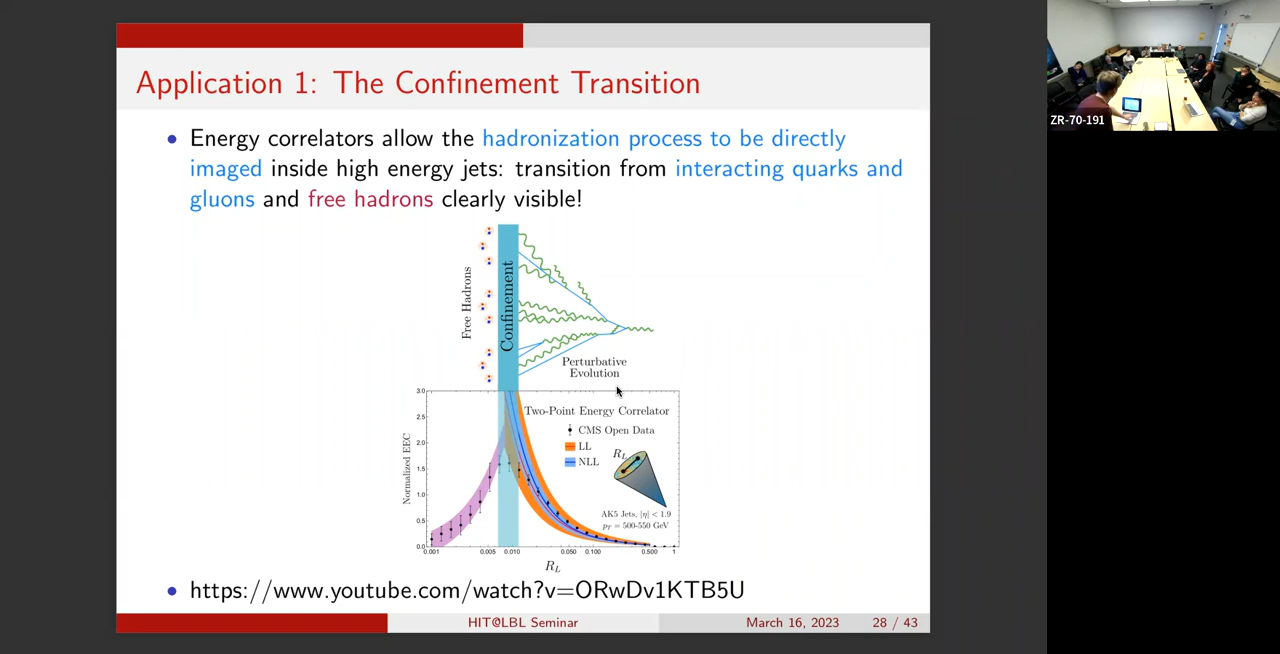 Application 1: The Confinement Transition
• Energy correlators allow the hadronization process to be directly
imaged inside high energy jets: transition from interacting quarks and
gluons and free hadrons clearly visible!
Free Hadrons
Confinement
Perturbative
Evolution
3.0
2.5
2.0
1.5
1.0
0.5
0.0
Normalized EEC
Two-Point Energy Correlator
CMS Open Data
LL
NLL
R_L
AK5 Jets, |η| < 1.9
p_T = 500-550 GeV
0.001 0.005 0.010 0.050 0.100 0.500 1
R_L
• https://www.youtube.com/watch?v=ORwDv1KTB5U
HIT@LBL Seminar March 16, 2023 28 / 43
ZR-70-191